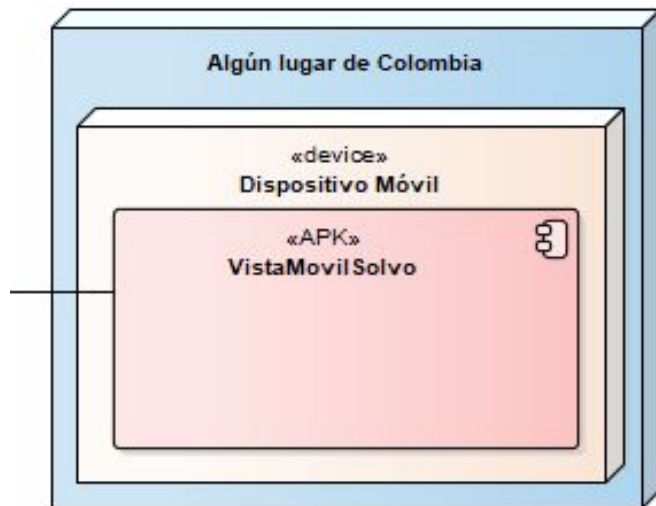 Algún lugar de Colombia
«device»
Dispositivo Móvil
«APK»
VistaMovilSolvo